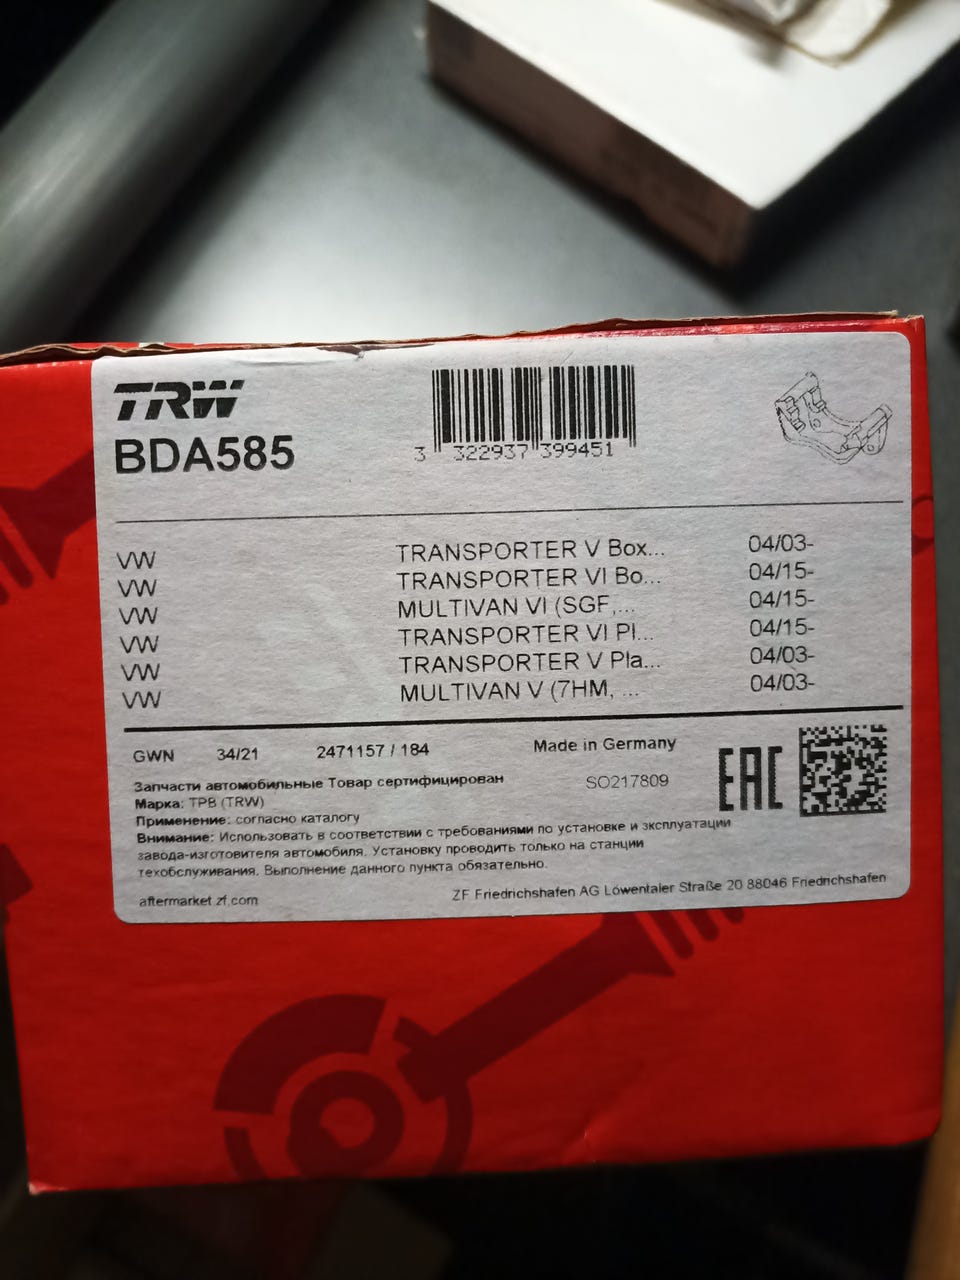 TRW
BDA585
3 322937 399451
VW TRANSPORTER V Box... 04/03-
VW TRANSPORTER VI Bo... 04/15-
VW MULTIVAN VI (SGF,... 04/15-
VW TRANSPORTER VI Pl... 04/15-
VW TRANSPORTER V Pla... 04/03-
VW MULTIVAN V (7HM, ... 04/03-
GWN 34/21 2471157 / 184 Made in Germany
SO217809
EAC
Запчасти автомобильные Товар сертифицирован
Марка: ТРВ (TRW)
Применение: согласно каталогу
Внимание: Использовать в соответствии с требованиями по установке и эксплуатации
завода-изготовителя автомобиля. Установку проводить только на станции
техобслуживания. Выполнение данного пункта обязательно.
aftermarket.zf.com
ZF Friedrichshafen AG Löwentaler Straße 20 88046 Friedrichshafen